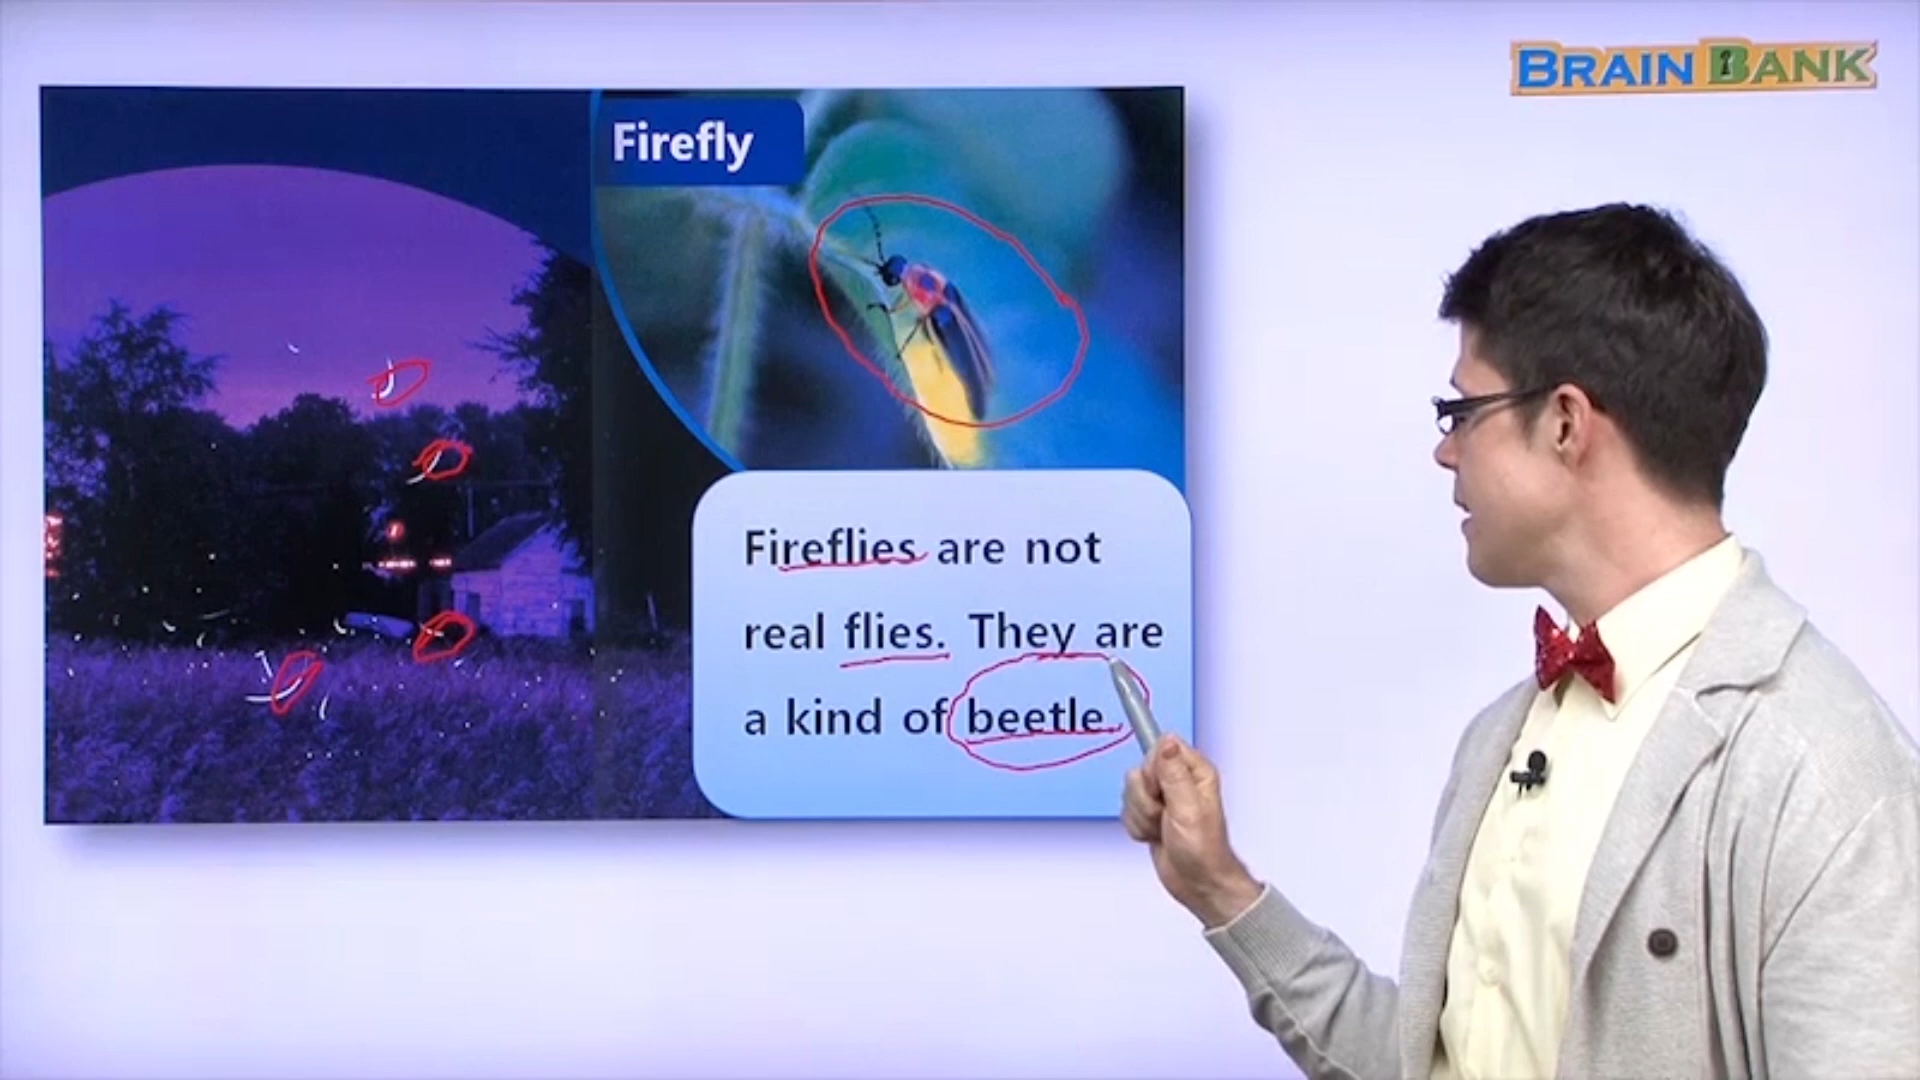 BRAIN BANK
Firefly
Fireflies are not
real flies. They are
a kind of beetle.